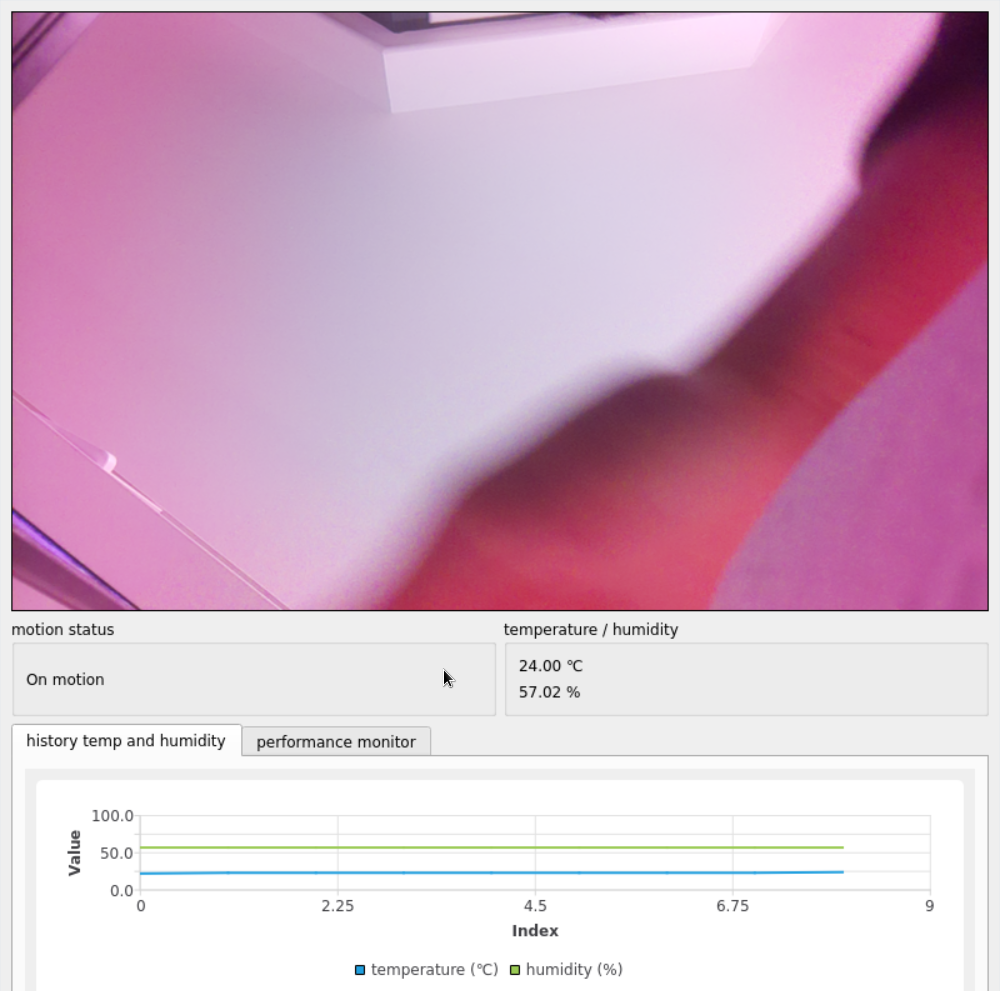 motion status
temperature / humidity
On motion
24.00 ℃
57.02 %
history temp and humidity
performance monitor
100.0
50.0
0.0
Value
0
2.25
4.5
6.75
9
Index
temperature (℃)
humidity (%)